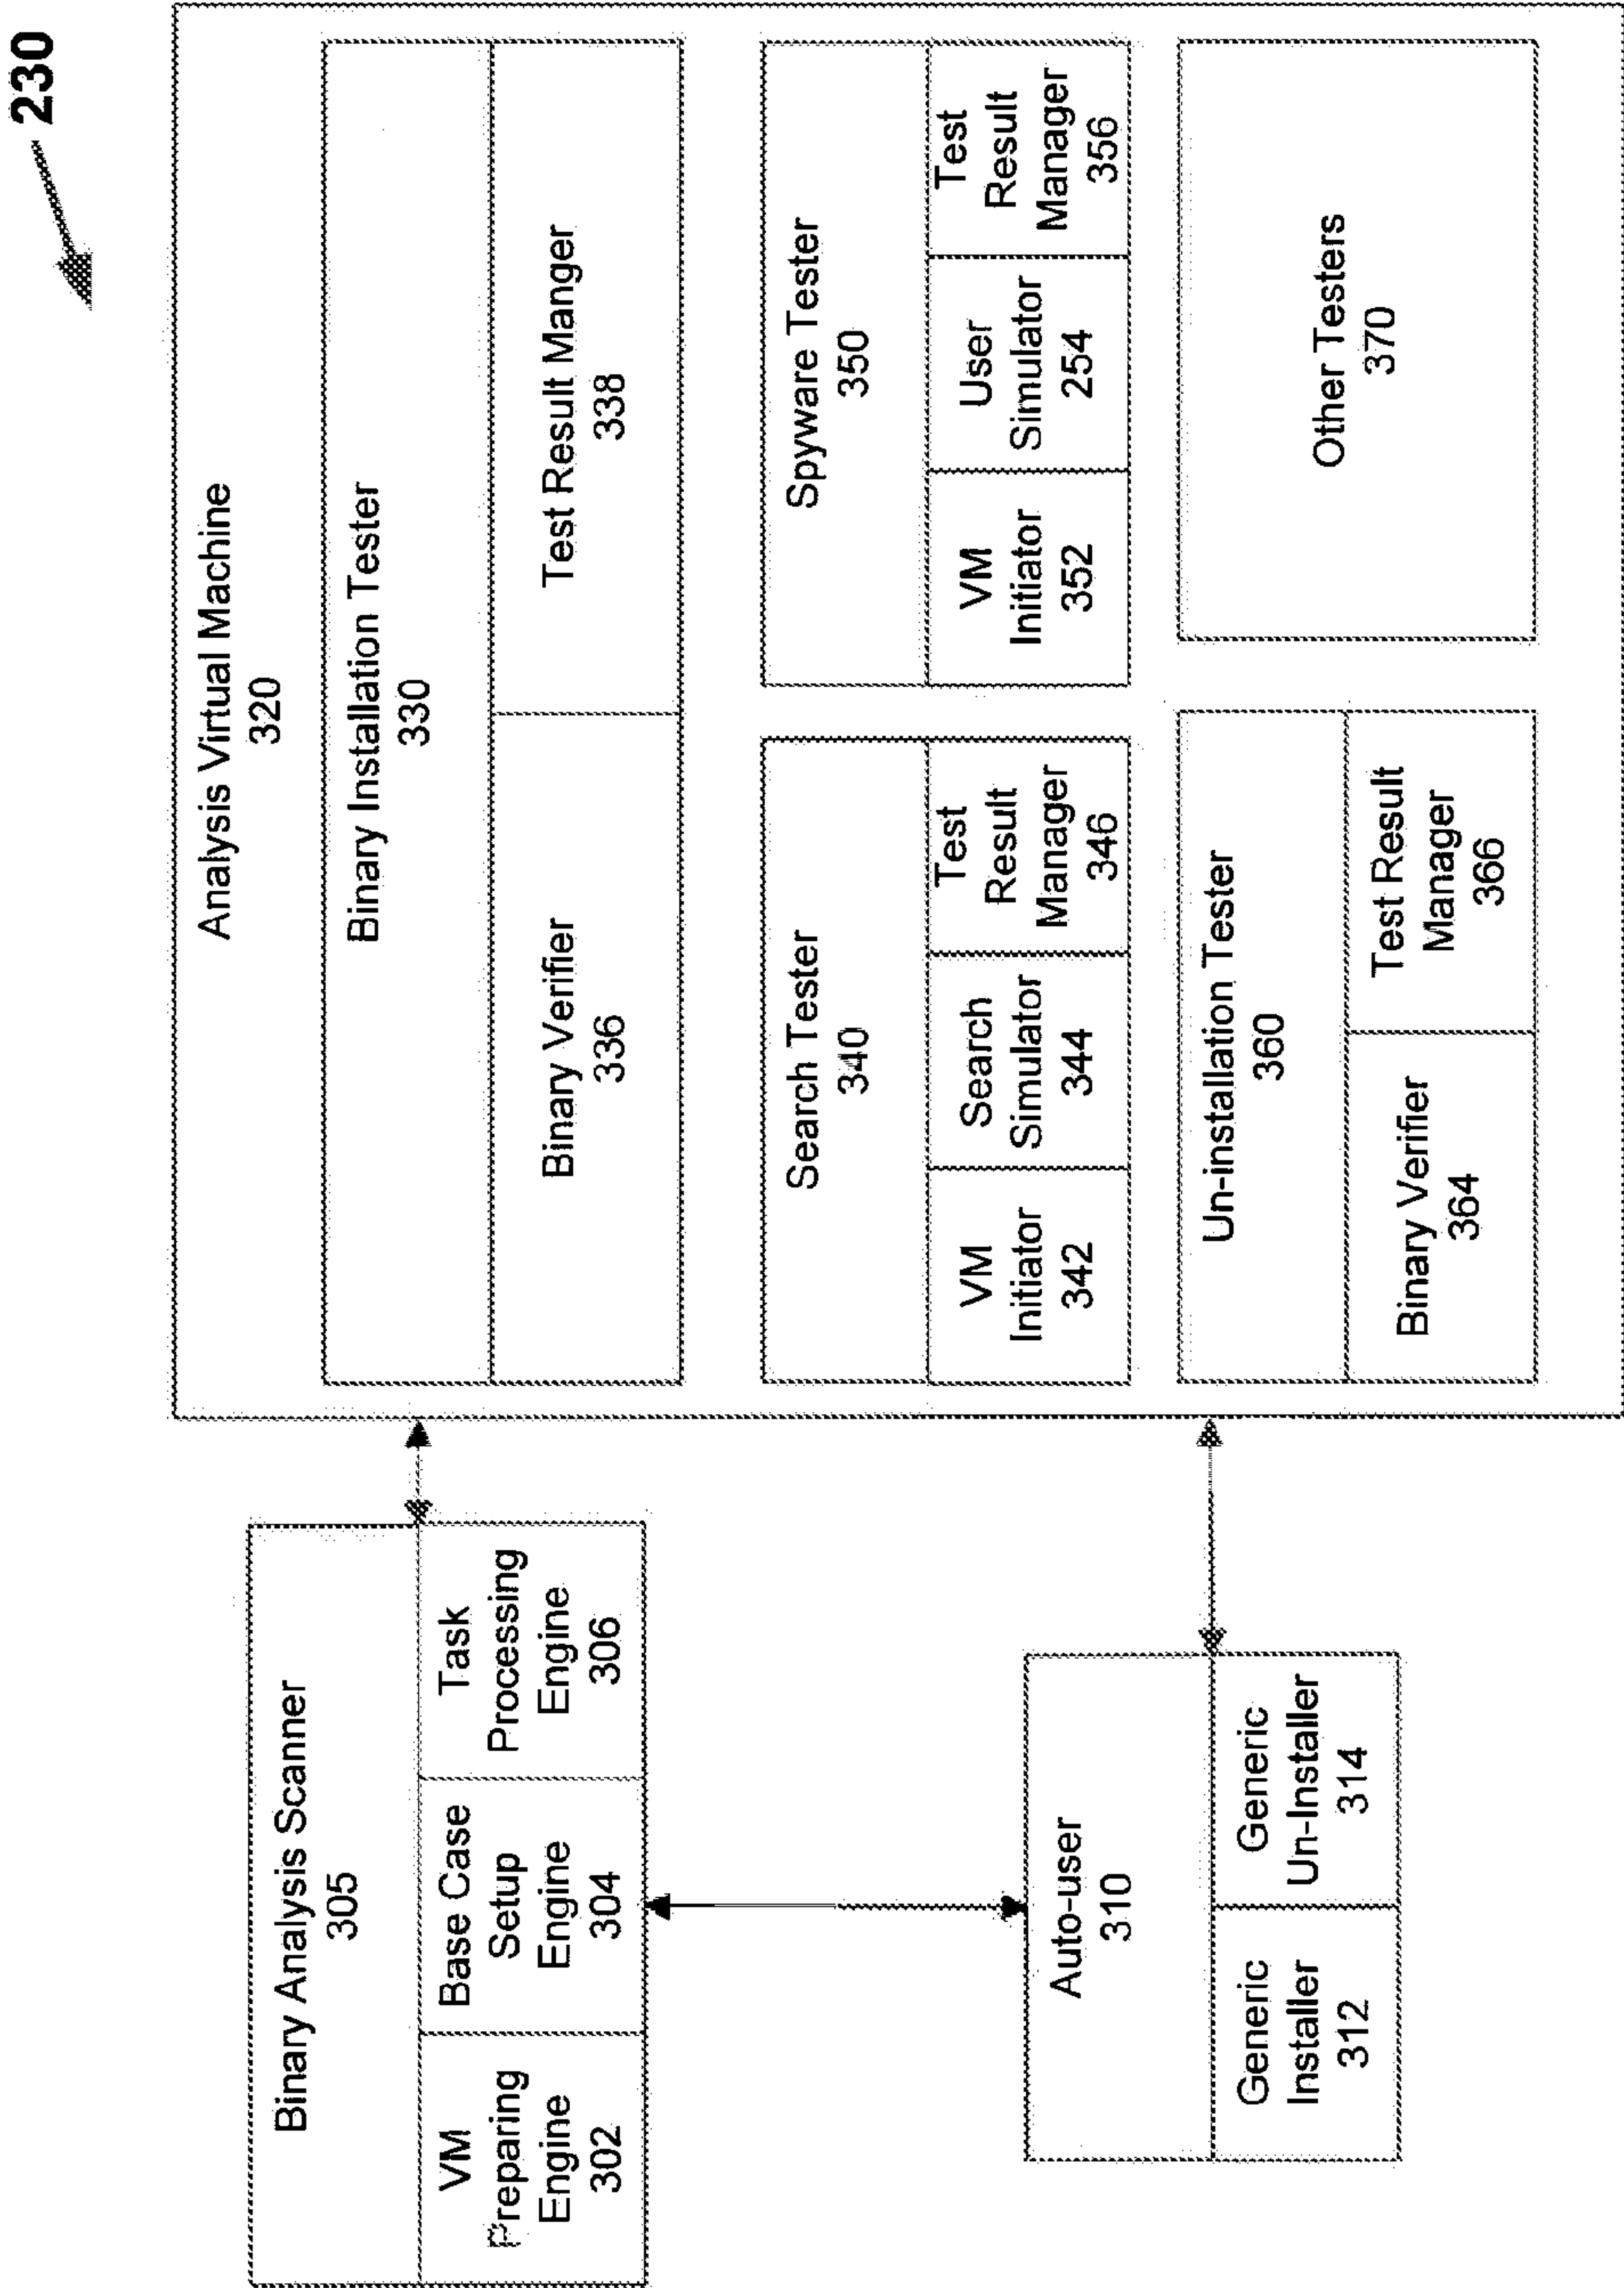 230
Binary Analysis Scanner
305
VM
Preparing
Engine
302
Base Case
Setup
Engine
304
Task
Processing
Engine
306
Auto-user
310
Generic
Installer
312
Generic
Un-Installer
314
Analysis Virtual Machine
320
Binary Installation Tester
330
Binary Verifier
336
Test Result Manger
338
Search Tester
340
VM
Initiator
342
Search
Simulator
344
Test
Result
Manager
346
Spyware Tester
350
VM
Initiator
352
User
Simulator
254
Test
Result
Manager
356
Un-installation Tester
360
Binary Verifier
364
Test Result
Manager
366
Other Testers
370